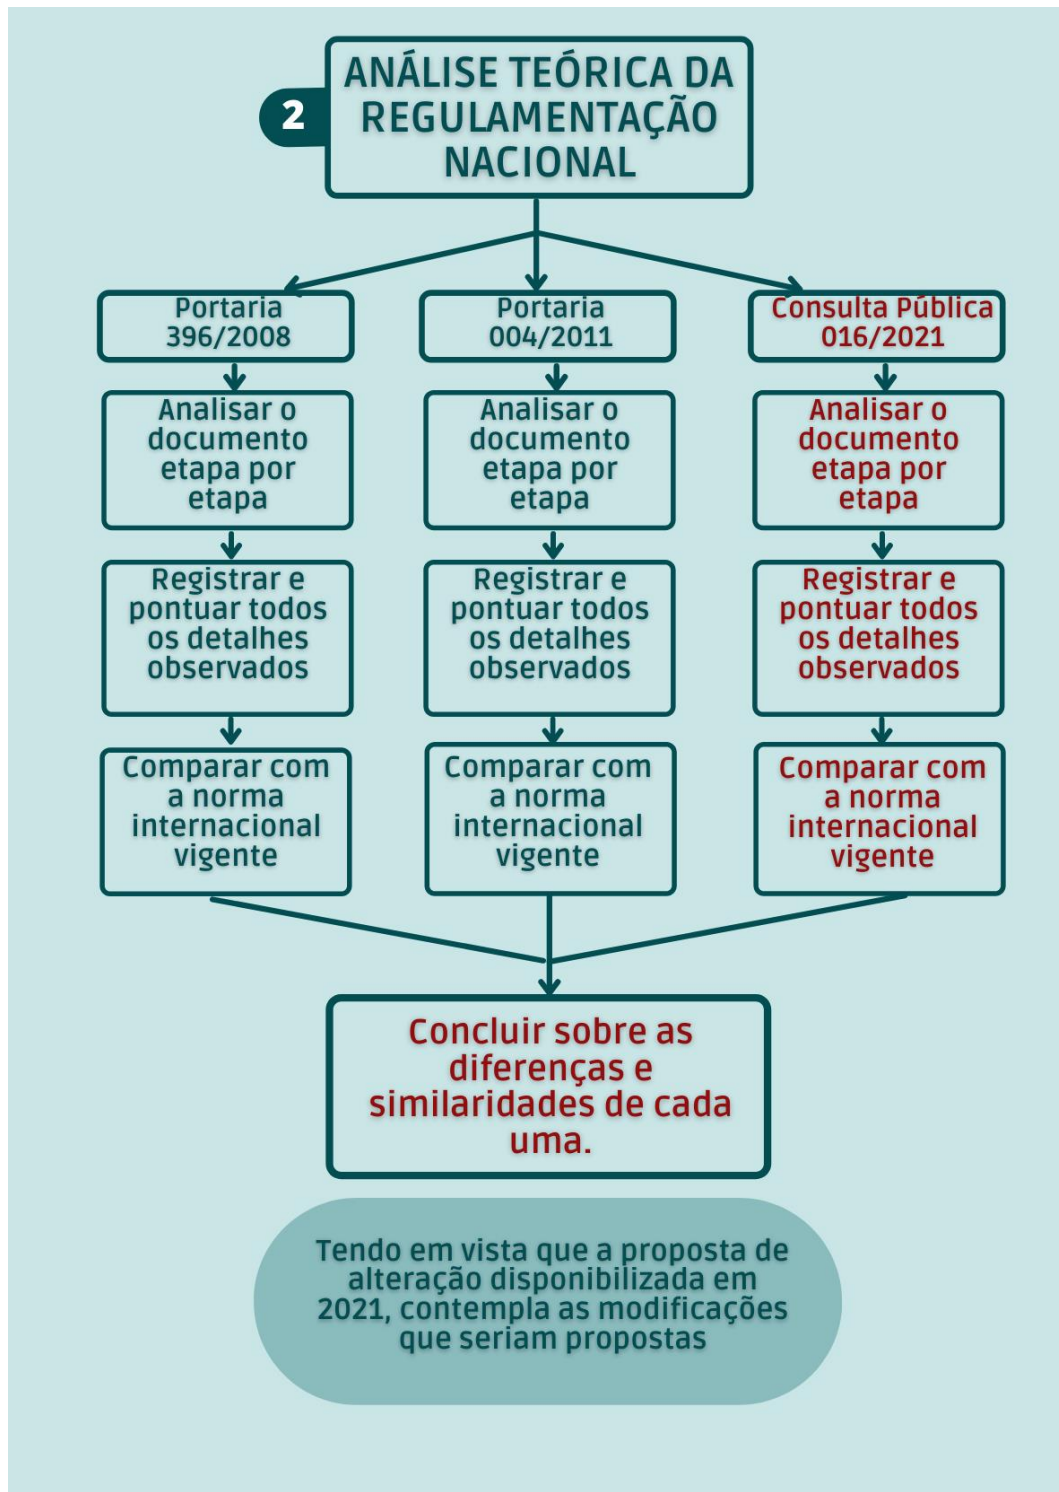 2
ANÁLISE TEÓRICA DA
REGULAMENTAÇÃO
NACIONAL
Portaria
396/2008
Portaria
004/2011
Consulta Pública
016/2021
Analisar o
documento
etapa por
etapa
Analisar o
documento
etapa por
etapa
Analisar o
documento
etapa por
etapa
Registrar e
pontuar todos
os detalhes
observados
Registrar e
pontuar todos
os detalhes
observados
Registrar e
pontuar todos
os detalhes
observados
Comparar com
a norma
internacional
vigente
Comparar com
a norma
internacional
vigente
Comparar com
a norma
internacional
vigente
Concluir sobre as
diferenças e
similaridades de cada
uma.
Tendo em vista que a proposta de
alteração disponibilizada em
2021, contempla as modificações
que seriam propostas